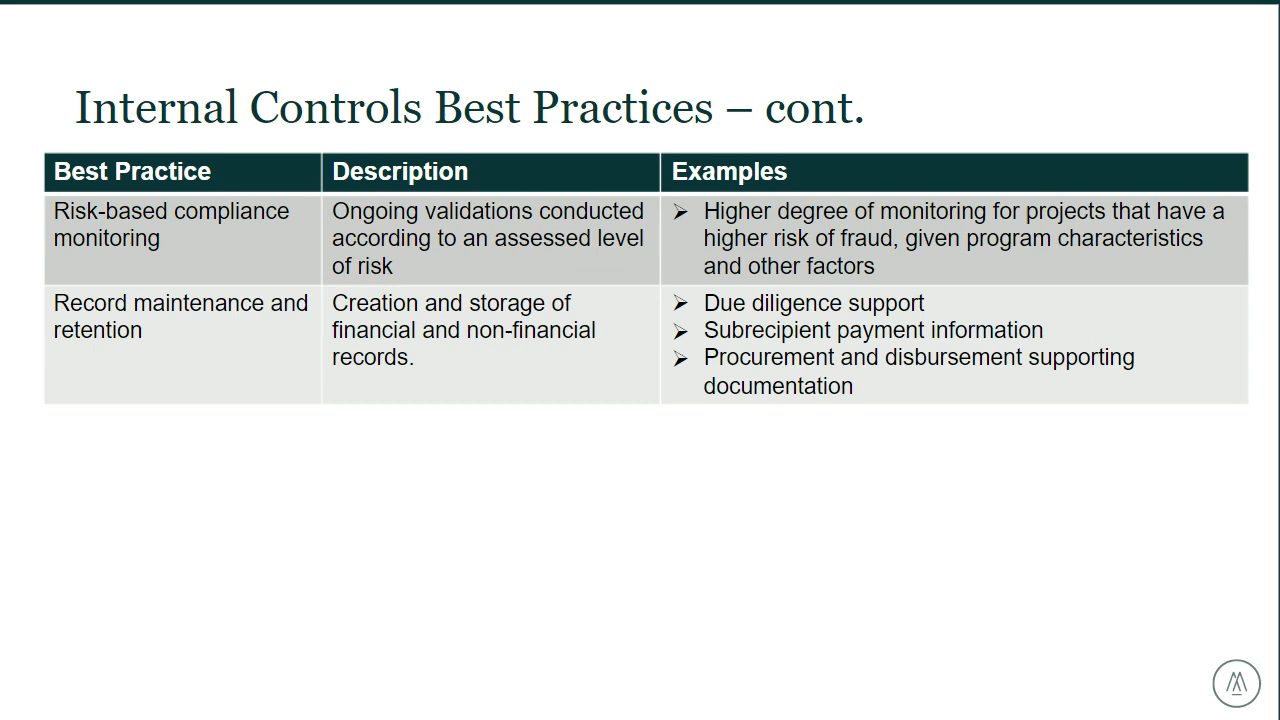 Internal Controls Best Practices – cont.
Best Practice
Description
Examples
Risk-based compliance
monitoring
Ongoing validations conducted
according to an assessed level
of risk
➢ Higher degree of monitoring for projects that have a
higher risk of fraud, given program characteristics
and other factors
Record maintenance and
retention
Creation and storage of
financial and non-financial
records.
➢ Due diligence support
➢ Subrecipient payment information
➢ Procurement and disbursement supporting
documentation